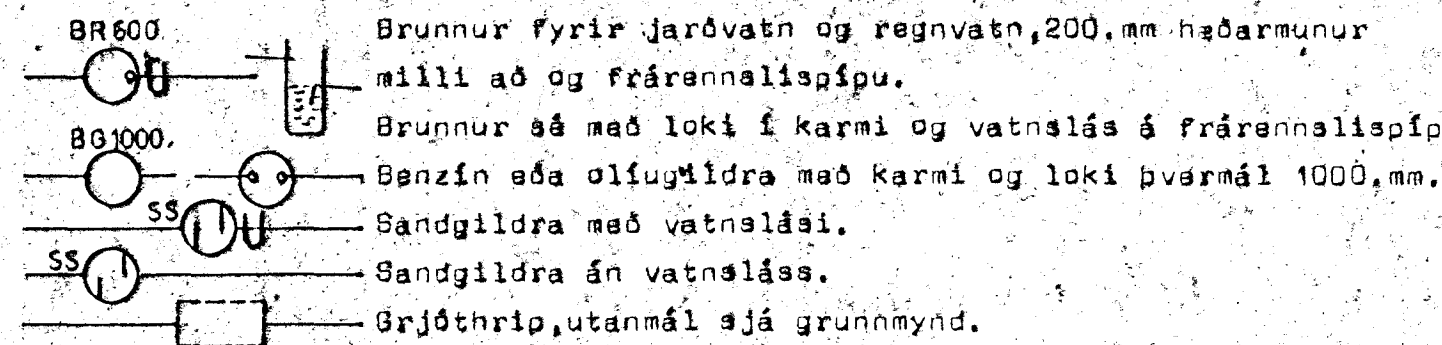 BR600. Brunnur fyrir jarðvatn og regnvatn,200.mm hæðarmunur
milli að og frárennslispípu.
Brunnur sé með loki í karmi og vatnslás á frárennslispíp
BG1000.
Benzín eða olíugildra með karmi og loki þvermál 1000.mm.
SS Sandgildra með vatnslási.
SS Sandgildra án vatnsláss.
Grjóthrip,utanmál sjá grunnmynd.